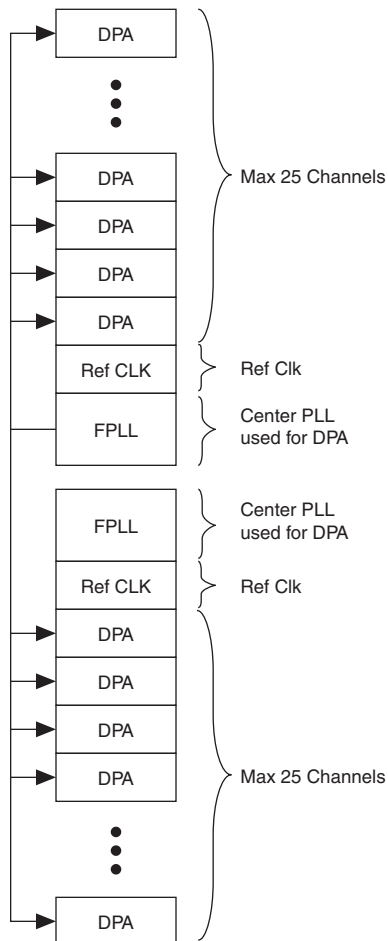 DPA
DPA
DPA
Max 25 Channels
DPA
DPA
Ref CLK
Ref Clk
FPLL
Center PLL
used for DPA
FPLL
Center PLL
used for DPA
Ref CLK
Ref Clk
DPA
DPA
DPA
DPA
Max 25 Channels
DPA